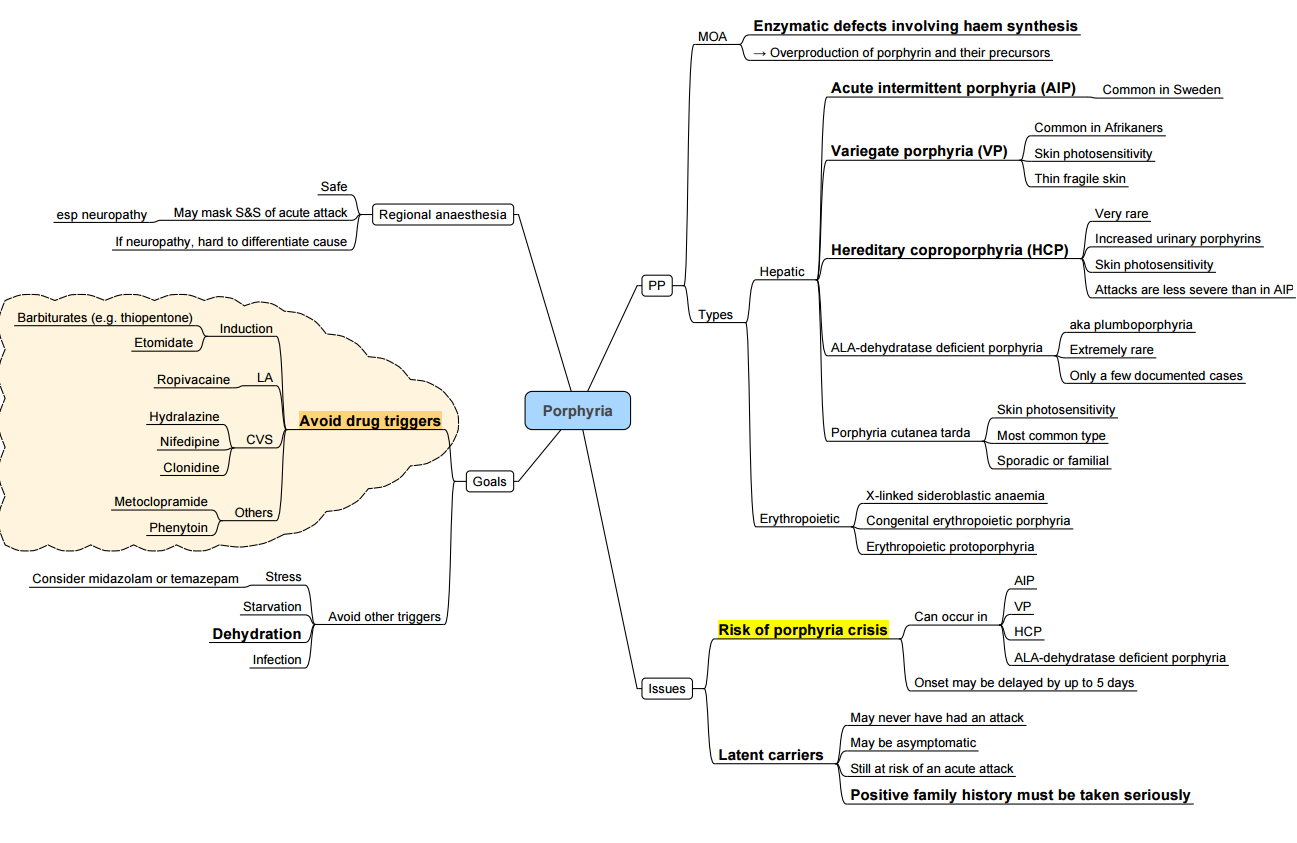 Porphyria
PP
MOA
Enzymatic defects involving haem synthesis
→ Overproduction of porphyrin and their precursors
Types
Hepatic
Acute intermittent porphyria (AIP)
Common in Sweden
Variegate porphyria (VP)
Common in Afrikaners
Skin photosensitivity
Thin fragile skin
Hereditary coproporphyria (HCP)
Very rare
Increased urinary porphyrins
Skin photosensitivity
Attacks are less severe than in AIP
ALA-dehydratase deficient porphyria
aka plumboporphyria
Extremely rare
Only a few documented cases
Porphyria cutanea tarda
Skin photosensitivity
Most common type
Sporadic or familial
Erythropoietic
X-linked sideroblastic anaemia
Congenital erythropoietic porphyria
Erythropoietic protoporphyria
Issues
Risk of porphyria crisis
Can occur in
AIP
VP
HCP
ALA-dehydratase deficient porphyria
Onset may be delayed by up to 5 days
Latent carriers
May never have had an attack
May be asymptomatic
Still at risk of an acute attack
Positive family history must be taken seriously
Regional anaesthesia
Safe
May mask S&S of acute attack
esp neuropathy
If neuropathy, hard to differentiate cause
Goals
Avoid drug triggers
Induction
Barbiturates (e.g. thiopentone)
Etomidate
LA
Ropivacaine
CVS
Hydralazine
Nifedipine
Clonidine
Others
Metoclopramide
Phenytoin
Avoid other triggers
Stress
Consider midazolam or temazepam
Starvation
Dehydration
Infection